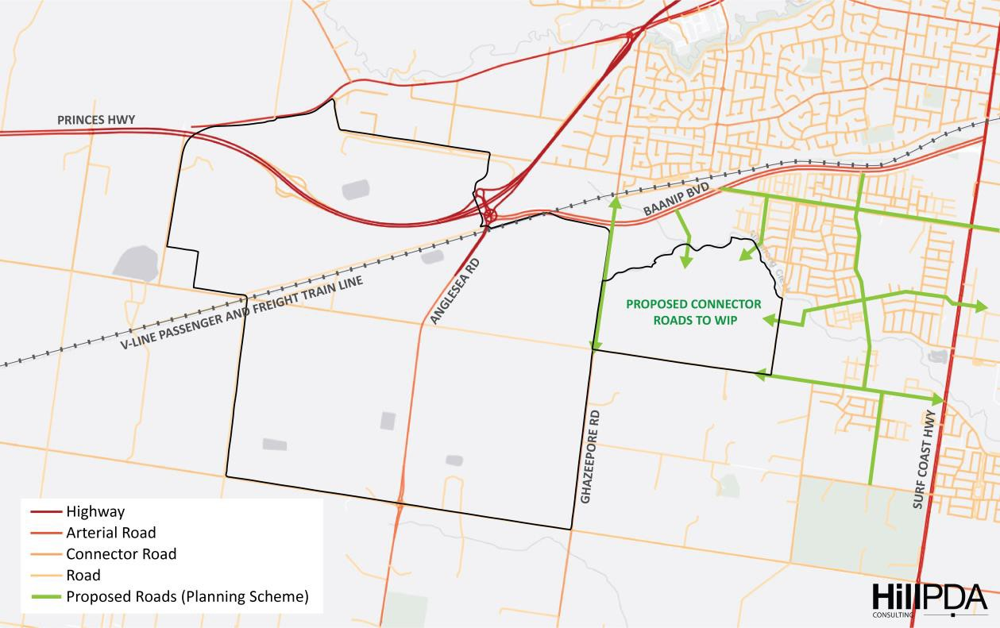 PRINCES HWY
BAANIP BVD
V-LINE PASSENGER AND FREIGHT TRAIN LINE
ANGLESEA RD
PROPOSED CONNECTOR
ROADS TO WIP
GHAZEEPORE RD
SURF COAST HWY
Highway
Arterial Road
Connector Road
Road
Proposed Roads (Planning Scheme)
HillPDA
CONSULTING